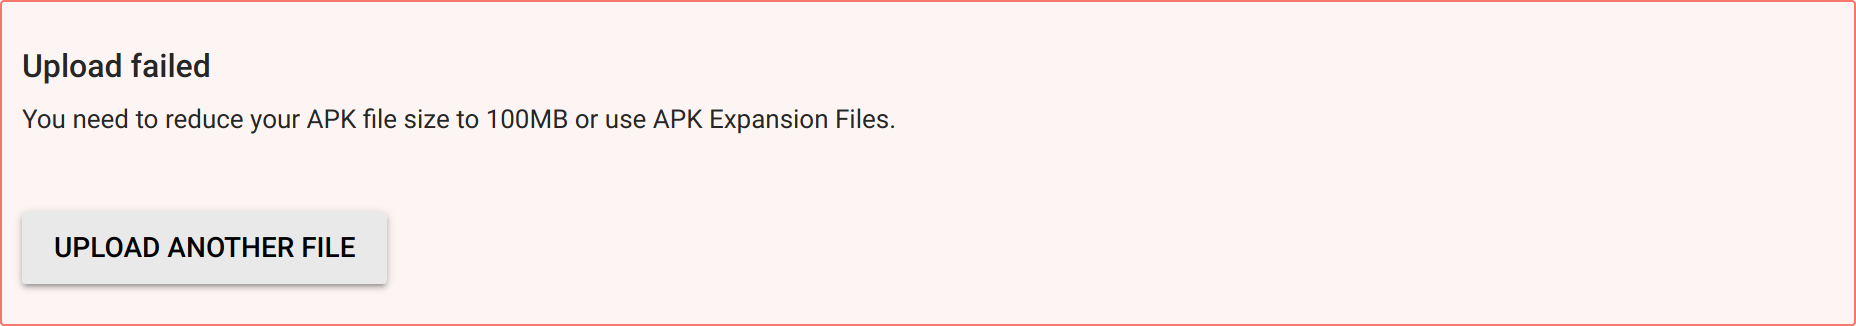 Upload failed
You need to reduce your APK file size to 100MB or use APK Expansion Files.
UPLOAD ANOTHER FILE